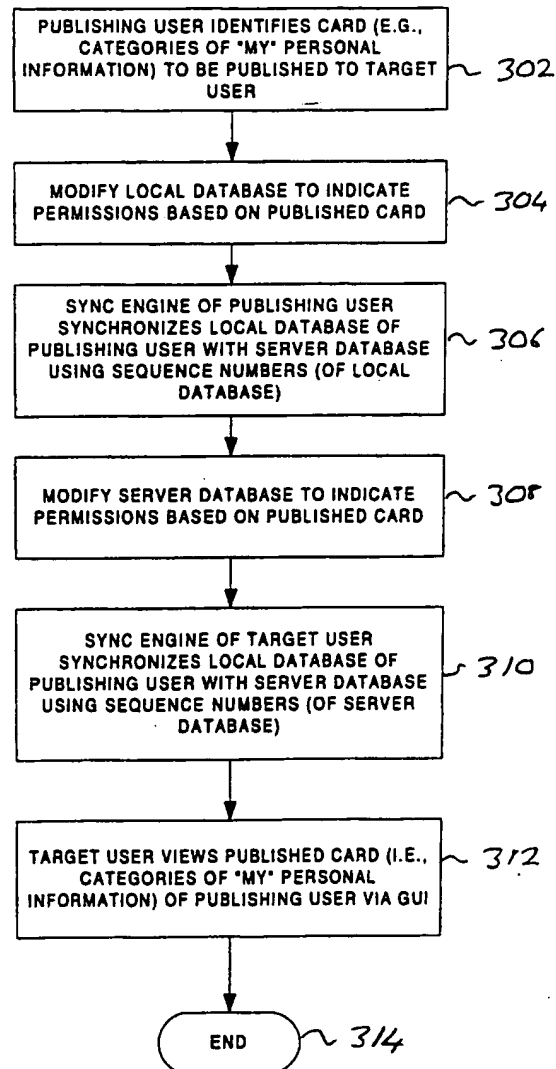 PUBLISHING USER IDENTIFIES CARD (E.G.,
CATEGORIES OF "MY" PERSONAL
INFORMATION) TO BE PUBLISHED TO TARGET
USER
302
MODIFY LOCAL DATABASE TO INDICATE
PERMISSIONS BASED ON PUBLISHED CARD
304
SYNC ENGINE OF PUBLISHING USER
SYNCHRONIZES LOCAL DATABASE OF
PUBLISHING USER WITH SERVER DATABASE
USING SEQUENCE NUMBERS (OF LOCAL
DATABASE)
306
MODIFY SERVER DATABASE TO INDICATE
PERMISSIONS BASED ON PUBLISHED CARD
308
SYNC ENGINE OF TARGET USER
SYNCHRONIZES LOCAL DATABASE OF
PUBLISHING USER WITH SERVER DATABASE
USING SEQUENCE NUMBERS (OF SERVER
DATABASE)
310
TARGET USER VIEWS PUBLISHED CARD (I.E.,
CATEGORIES OF "MY" PERSONAL
INFORMATION) OF PUBLISHING USER VIA GUI
312
END
314